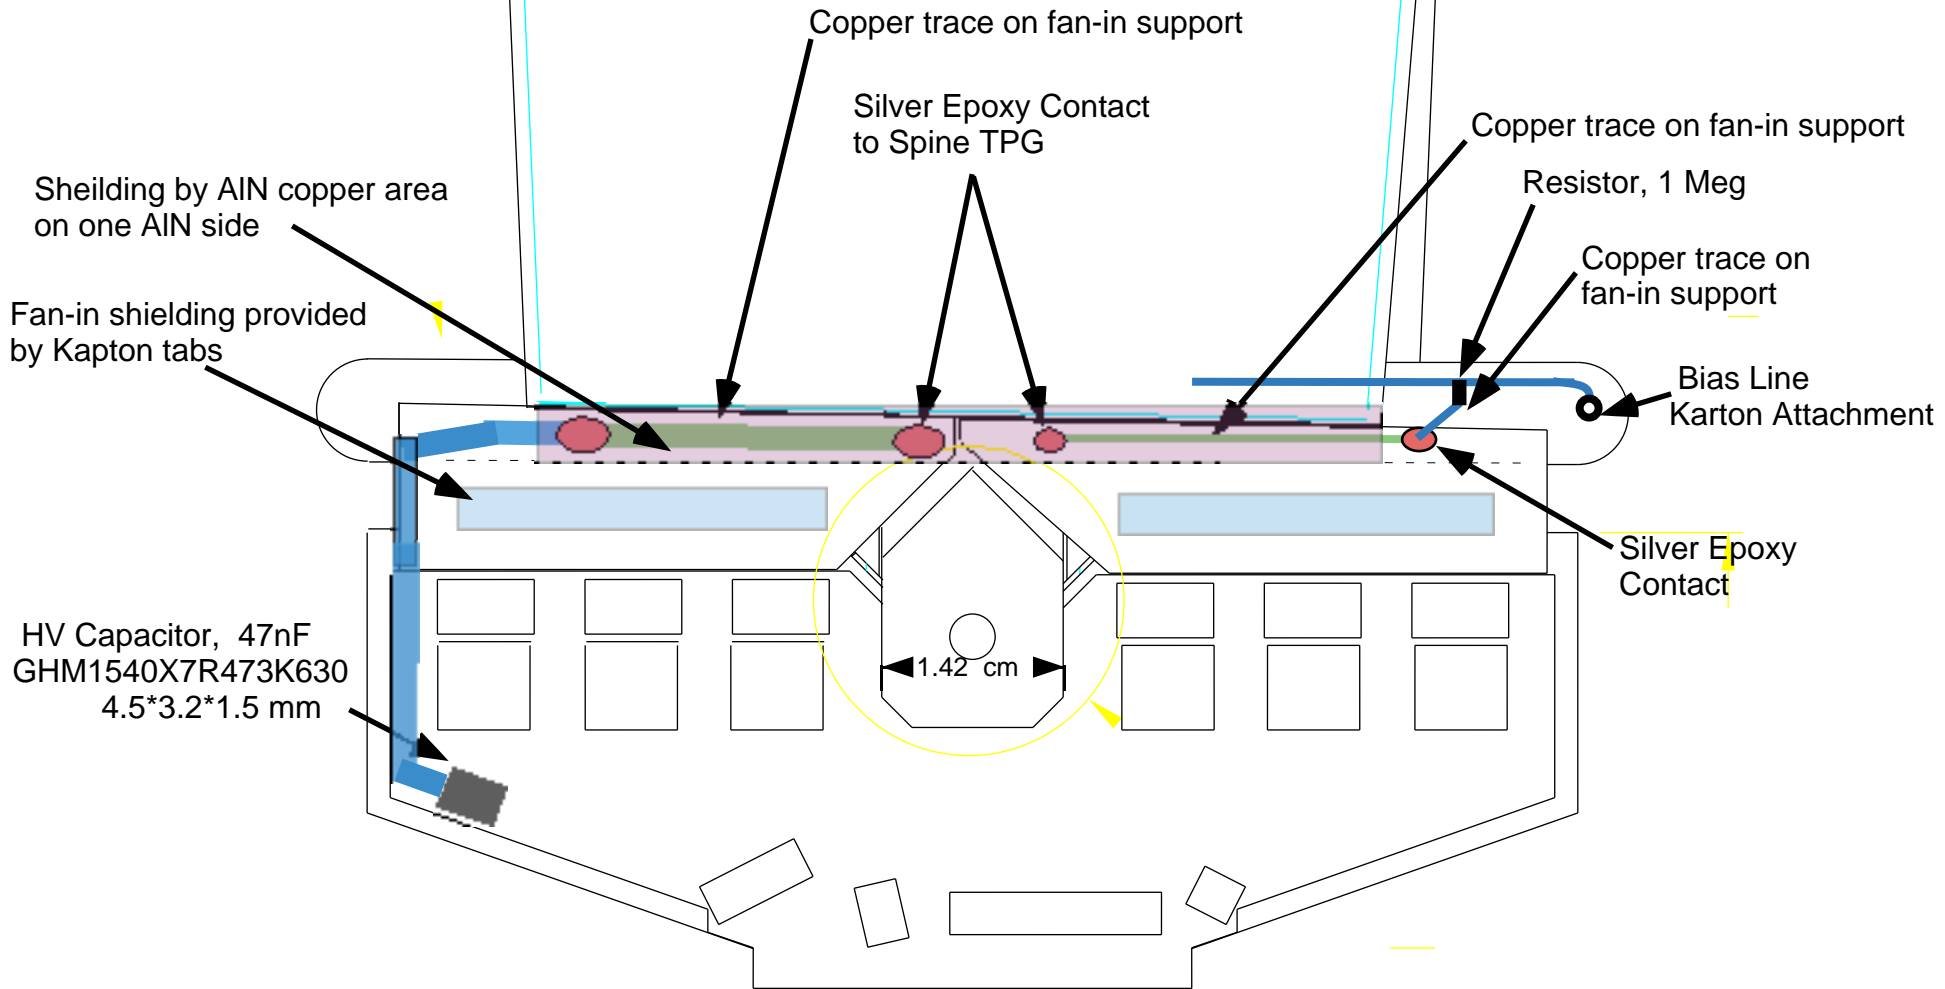 Copper trace on fan-in support
Silver Epoxy Contact
to Spine TPG
Copper trace on fan-in support
Resistor, 1 Meg
Sheilding by AlN copper area
on one AlN side
Copper trace on
fan-in support
Fan-in shielding provided
by Kapton tabs
Bias Line
Karton Attachment
Silver Epoxy
Contact
HV Capacitor, 47nF
GHM1540X7R473K630
4.5*3.2*1.5 mm
1.42 cm